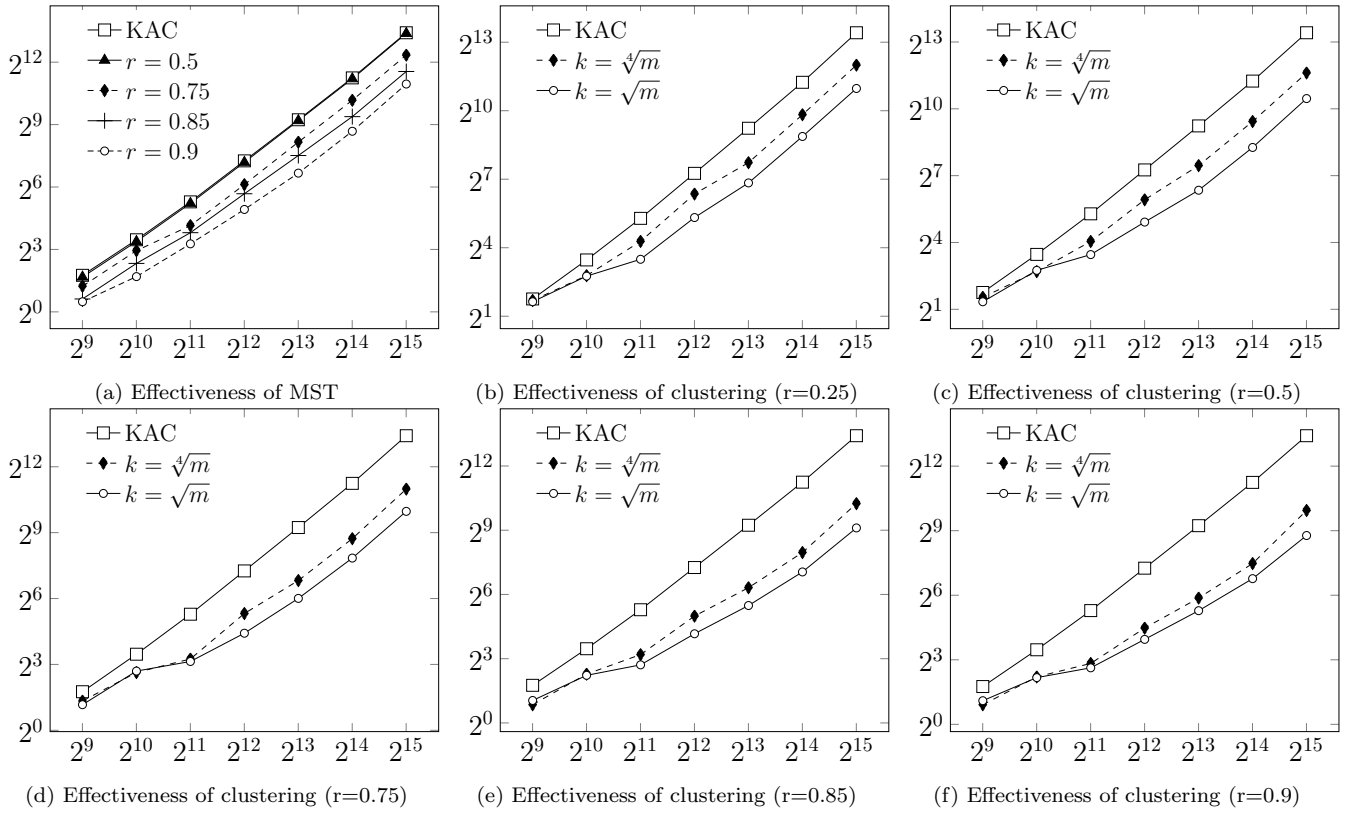 KAC
r = 0.5
r = 0.75
r = 0.85
r = 0.9
2^12
2^9
2^6
2^3
2^0
2^9 2^10 2^11 2^12 2^13 2^14 2^15
(a) Effectiveness of MST
KAC
k = ∜m
k = √m
2^13
2^10
2^7
2^4
2^1
2^9 2^10 2^11 2^12 2^13 2^14 2^15
(b) Effectiveness of clustering (r=0.25)
KAC
k = ∜m
k = √m
2^13
2^10
2^7
2^4
2^1
2^9 2^10 2^11 2^12 2^13 2^14 2^15
(c) Effectiveness of clustering (r=0.5)
KAC
k = ∜m
k = √m
2^12
2^9
2^6
2^3
2^0
2^9 2^10 2^11 2^12 2^13 2^14 2^15
(d) Effectiveness of clustering (r=0.75)
KAC
k = ∜m
k = √m
2^12
2^9
2^6
2^3
2^0
2^9 2^10 2^11 2^12 2^13 2^14 2^15
(e) Effectiveness of clustering (r=0.85)
KAC
k = ∜m
k = √m
2^12
2^9
2^6
2^3
2^0
2^9 2^10 2^11 2^12 2^13 2^14 2^15
(f) Effectiveness of clustering (r=0.9)